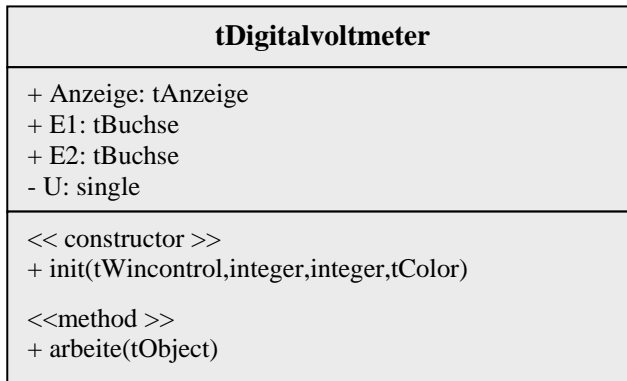 tDigitalvoltmeter
+ Anzeige: tAnzeige
+ E1: tBuchse
+ E2: tBuchse
- U: single
<< constructor >>
+ init(tWincontrol,integer,integer,tColor)
<<method >>
+ arbeite(tObject)